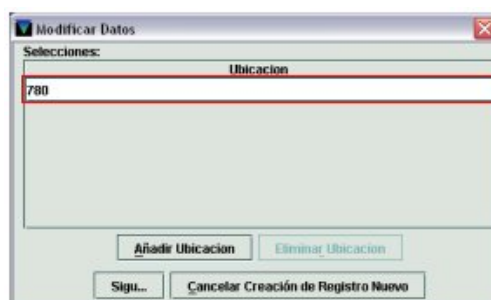 Modificar Datos
Selecciones:
Ubicacion
780
Añadir Ubicacion Eliminar Ubicacion
Sigu... Cancelar Creación de Registro Nuevo